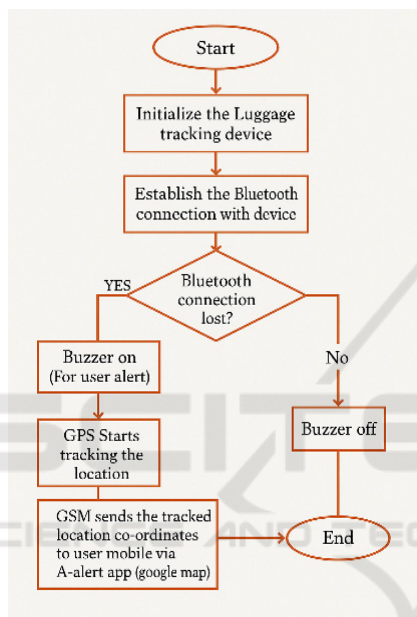 Start
Initialize the Luggage
tracking device
Establish the Bluetooth
connection with device
Bluetooth
connection
lost?
YES
No
Buzzer on
(For user alert)
Buzzer off
GPS Starts
tracking the
location
GSM sends the tracked
location co-ordinates
to user mobile via
A-alert app (google map)
End